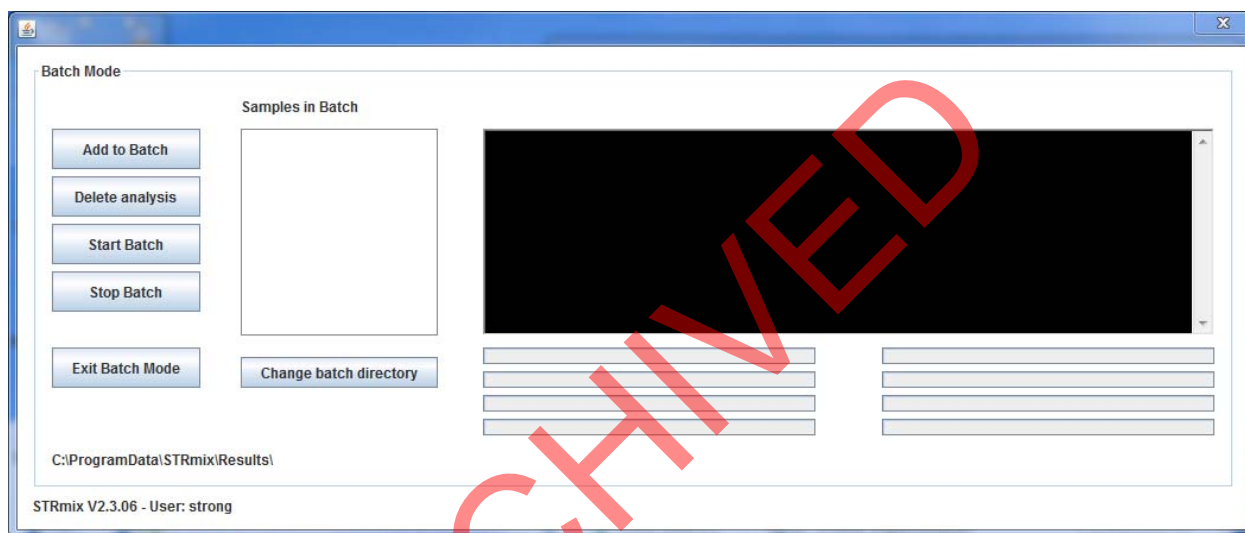 Batch Mode
Samples in Batch
Add to Batch
Delete analysis
Start Batch
Stop Batch
Exit Batch Mode
Change batch directory
C:\ProgramData\STRmix\Results\
STRmix V2.3.06 - User: strong
CHIVED